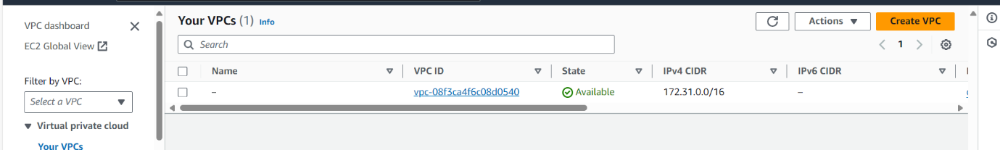 VPC dashboard
EC2 Global View
Filter by VPC:
Select a VPC
Virtual private cloud
Your VPCs
Your VPCs (1) Info
Actions
Create VPC
Search
1
Name VPC ID State IPv4 CIDR IPv6 CIDR
– vpc-08f3ca4f6c08d0540 Available 172.31.0.0/16 –